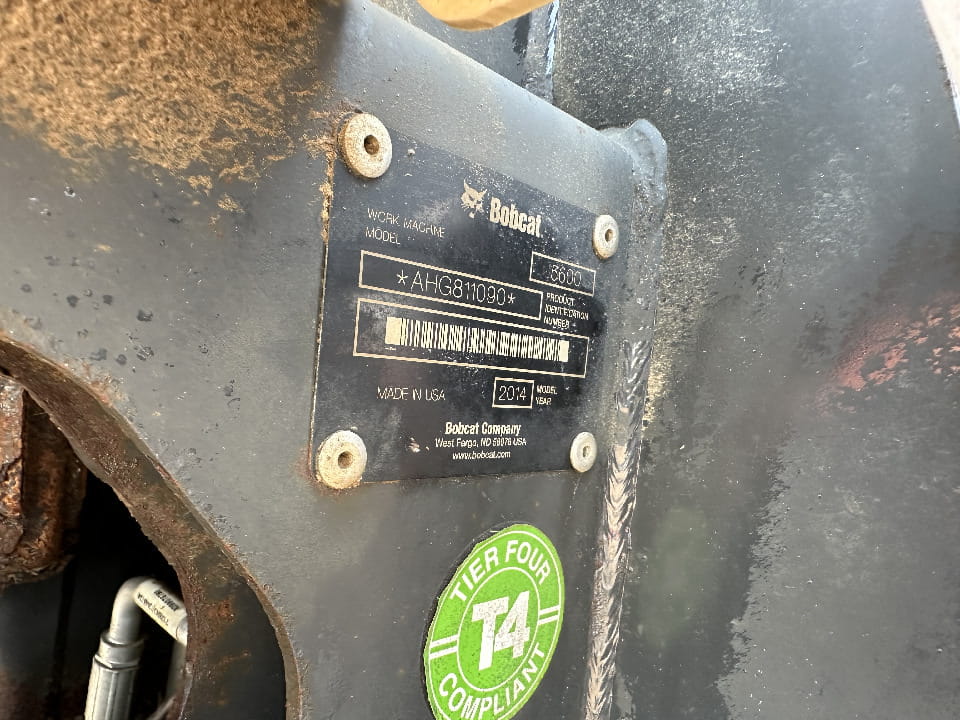 Bobcat
WORK MACHINE
MODEL
*AHG811090*
PRODUCT
IDENTIFICATION
NUMBER
MADE IN USA
2014
MODEL
YEAR
Bobcat Company
West Fargo, ND 58078 USA
www.bobcat.com
TIER FOUR
T4
COMPLIANT